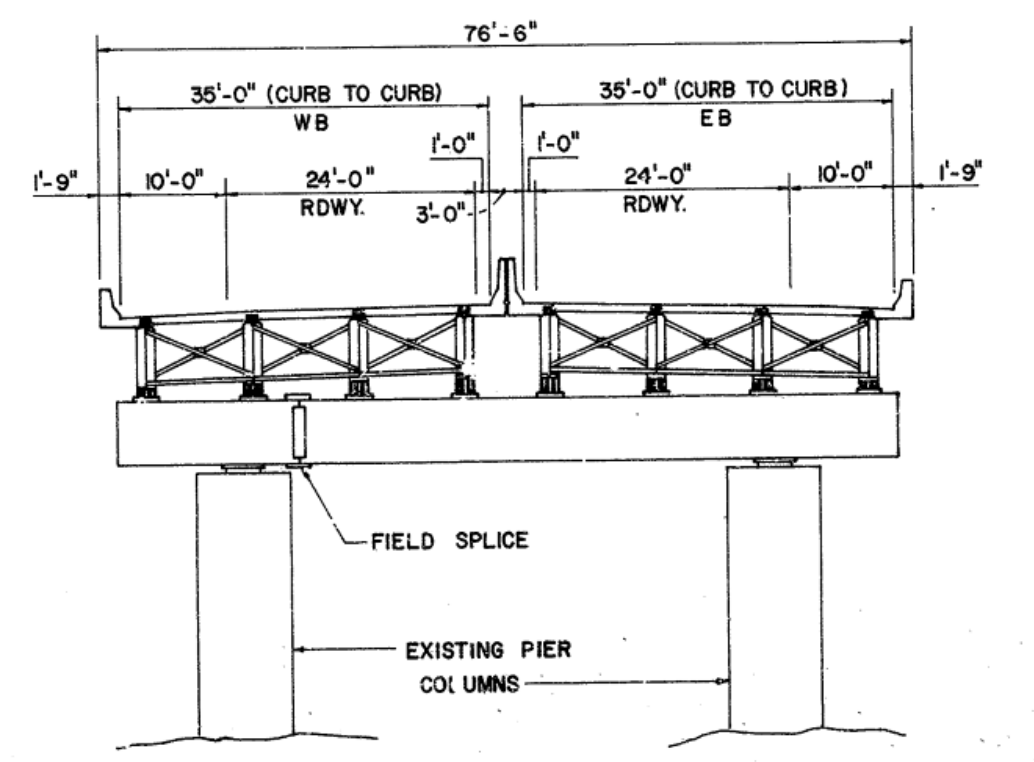 76'-6"
35'-0" (CURB TO CURB)
WB
35'-0" (CURB TO CURB)
EB
1'-0"
1'-0"
1'-9"
10'-0"
24'-0"
RDWY.
3'-0"
24'-0"
RDWY.
10'-0"
1'-9"
FIELD SPLICE
EXISTING PIER
COLUMNS